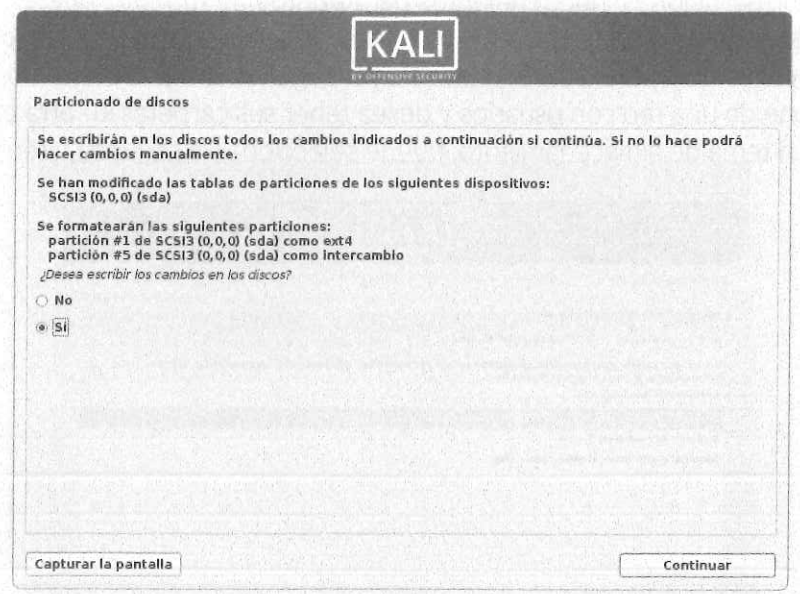 KALI
BY OFFENSIVE SECURITY
Particionado de discos
Se escribirán en los discos todos los cambios indicados a continuación si continúa. Si no lo hace podrá
hacer cambios manualmente.
Se han modificado las tablas de particiones de los siguientes dispositivos:
SCSI3 (0,0,0) (sda)
Se formatearán las siguientes particiones:
partición #1 de SCSI3 (0,0,0) (sda) como ext4
partición #5 de SCSI3 (0,0,0) (sda) como intercambio
¿Desea escribir los cambios en los discos?
No
Sí
Capturar la pantalla
Continuar